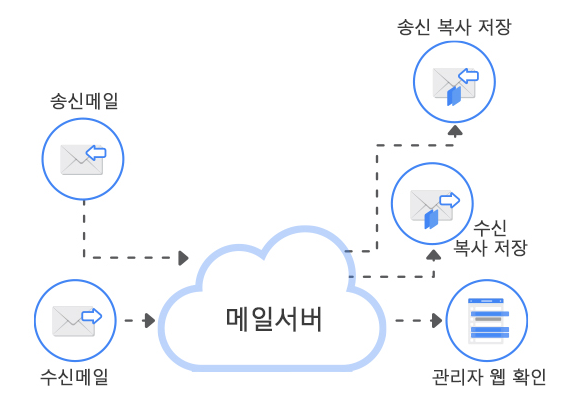 송신 복사 저장
송신메일
수신
복사 저장
메일서버
수신메일
관리자 웹 확인